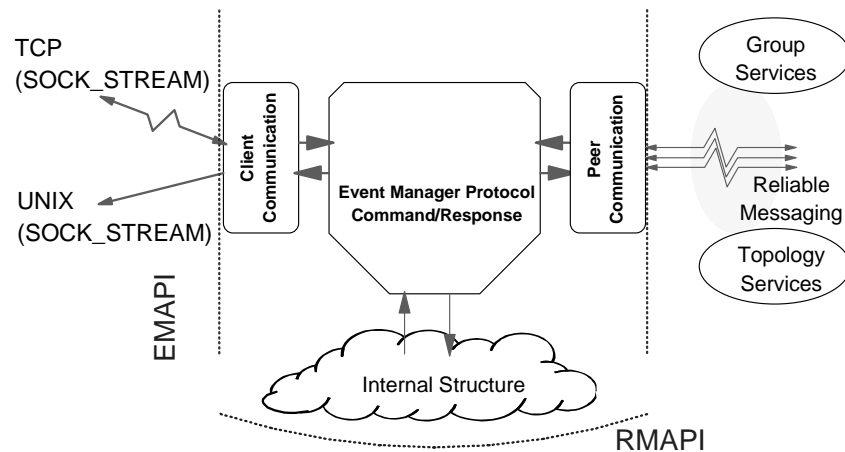 TCP
(SOCK_STREAM)
UNIX
(SOCK_STREAM)
EMAPI
Client
Communication
Event Manager Protocol
Command/Response
Peer
Communication
Group
Services
Reliable
Messaging
Topology
Services
Internal Structure
RMAPI